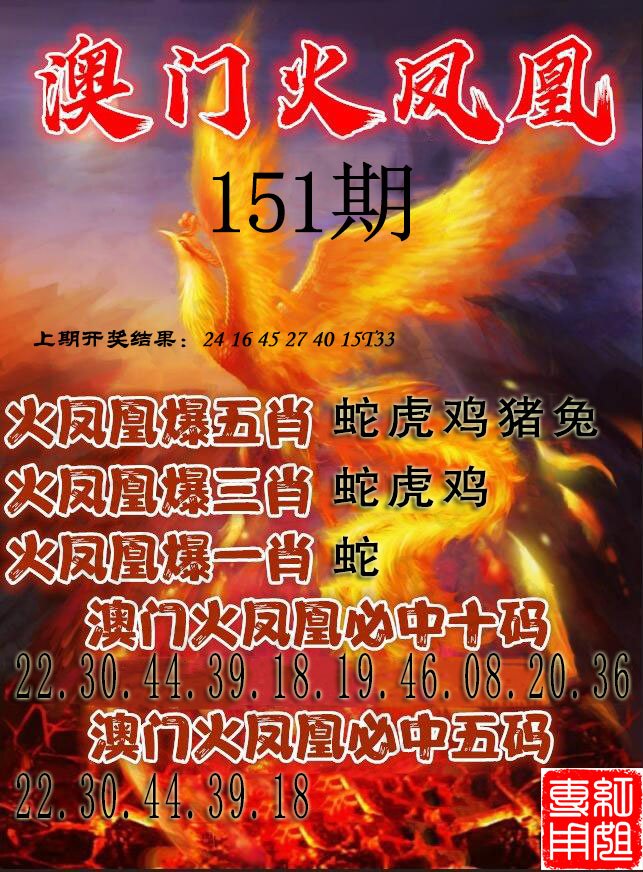 澳门火凤凰
151期
上期开奖结果：24 16 45 27 40 15T33
火凤凰爆五肖 蛇虎鸡猪兔
火凤凰爆三肖 蛇虎鸡
火凤凰爆一肖 蛇
澳门火凤凰必中十码
22.30.44.39.18.19.46.08.20.36
澳门火凤凰必中五码
22.30.44.39.18
红姐
专用